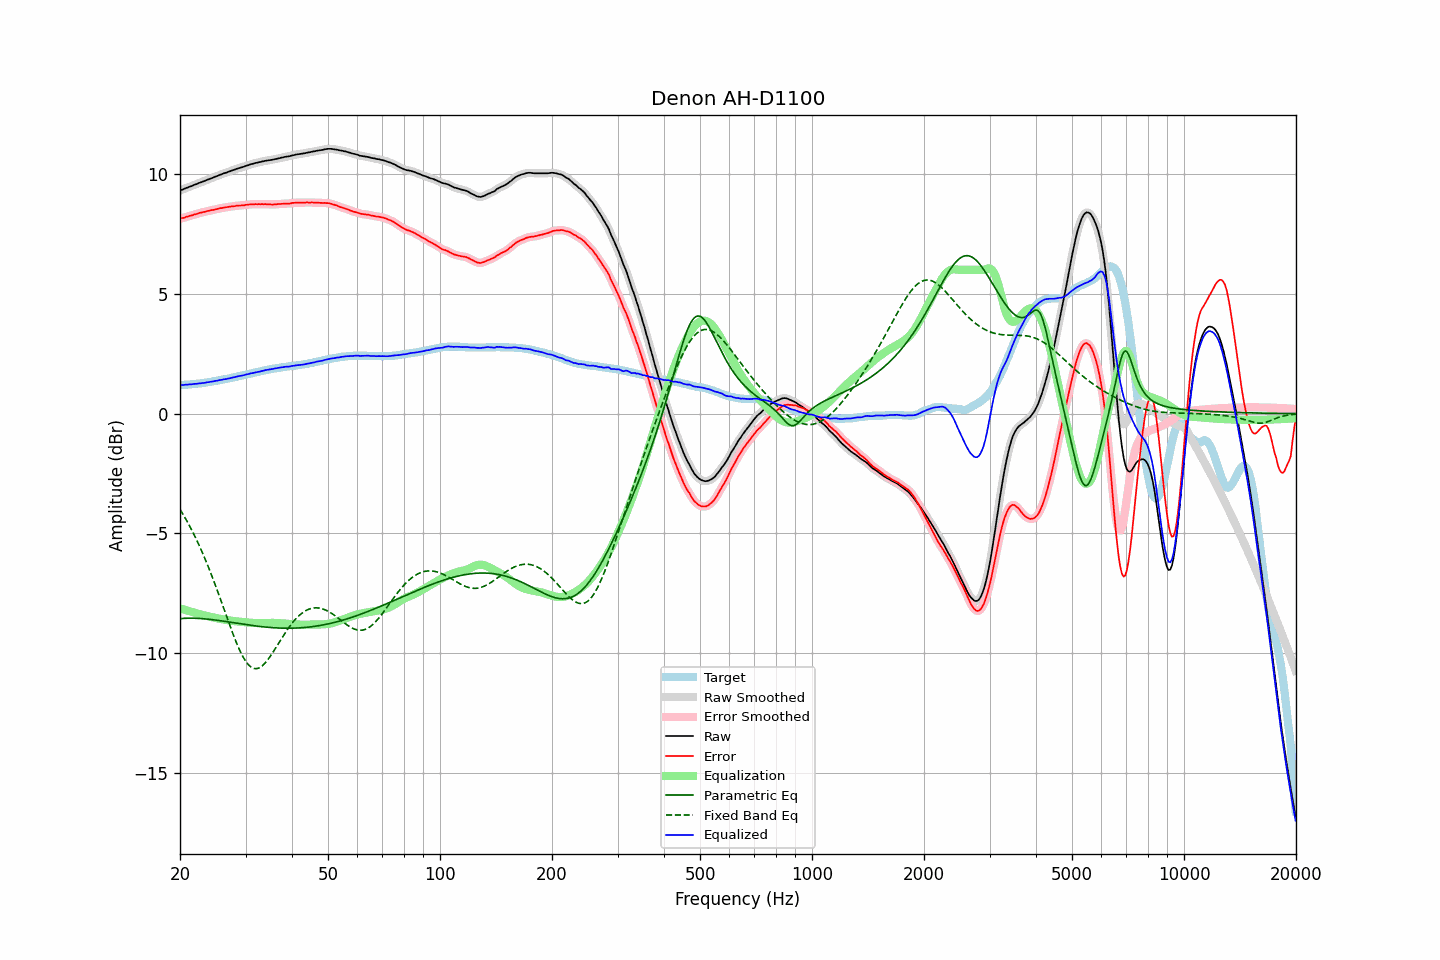 Denon AH-D1100
Amplitude (dBr)
10
5
0
−5
−10
−15
20 50 100 200 500 1000 2000 5000 10000 20000
Frequency (Hz)
Target
Raw Smoothed
Error Smoothed
Raw
Error
Equalization
Parametric Eq
Fixed Band Eq
Equalized